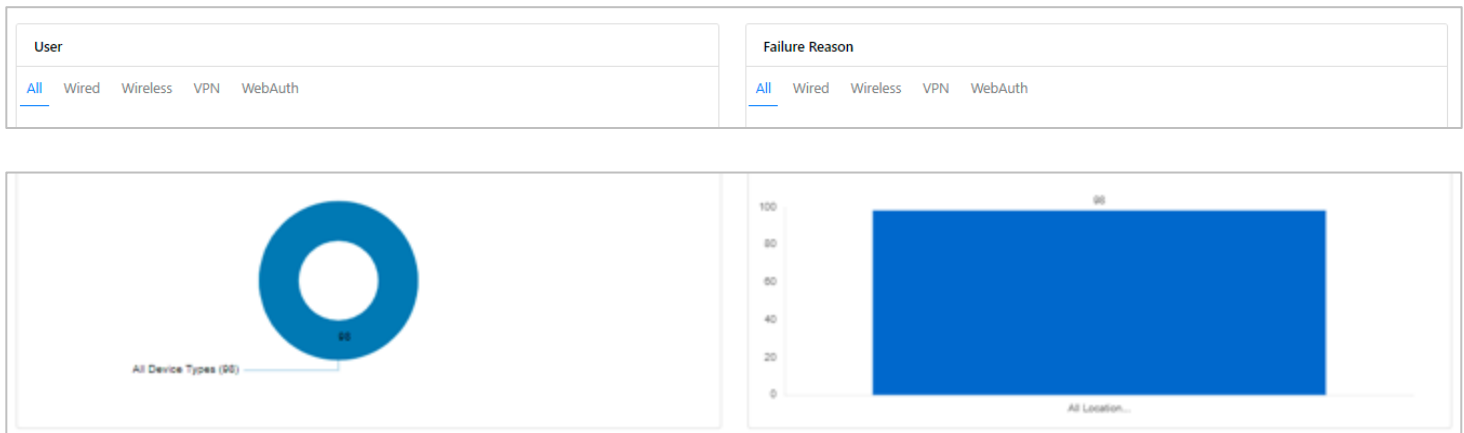 User
All Wired Wireless VPN WebAuth
Failure Reason
All Wired Wireless VPN WebAuth
98
All Device Types (98)
98
100
80
60
40
20
0
All Location...